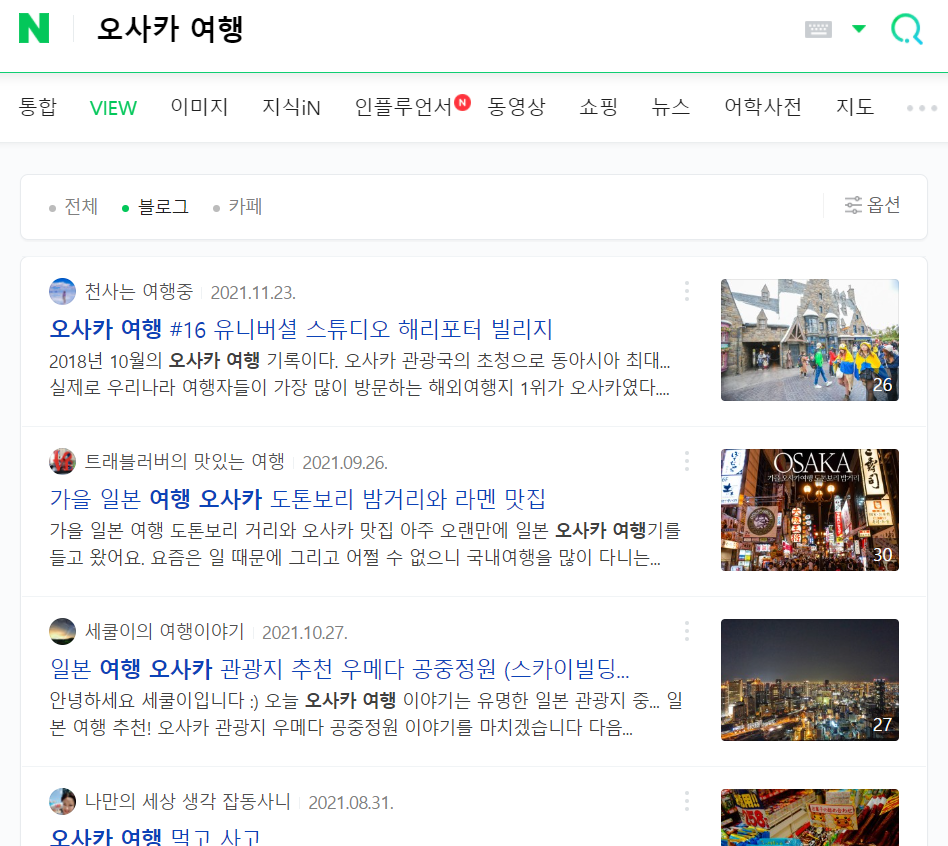 N 오사카 여행
통합 VIEW 이미지 지식iN 인플루언서 N 동영상 쇼핑 뉴스 어학사전 지도
전체 블로그 카페 옵션
천사는 여행중 2021.11.23.
오사카 여행 #16 유니버셜 스튜디오 해리포터 빌리지
2018년 10월의 오사카 여행 기록이다. 오사카 관광국의 초청으로 동아시아 최대...
실제로 우리나라 여행자들이 가장 많이 방문하는 해외여행지 1위가 오사카였다....
26
트래블러버의 맛있는 여행 2021.09.26.
가을 일본 여행 오사카 도톤보리 밤거리와 라멘 맛집
가을 일본 여행 도톤보리 거리와 오사카 맛집 아주 오랜만에 일본 오사카 여행기를
들고 왔어요. 요즘은 일 때문에 그리고 어쩔 수 없으니 국내여행을 많이 다니는...
OSAKA
가을 오사카여행 도톤보리 밤거리
寿司
30
세쿨이의 여행이야기 2021.10.27.
일본 여행 오사카 관광지 추천 우메다 공중정원 (스카이빌딩...
안녕하세요 세쿨이입니다 :) 오늘 오사카 여행 이야기는 유명한 일본 관광지 중... 일
본 여행 추천! 오사카 관광지 우메다 공중정원 이야기를 마치겠습니다 다음...
27
나만의 세상 생각 잡동사니 2021.08.31.
오사카 여행 먹고 사고